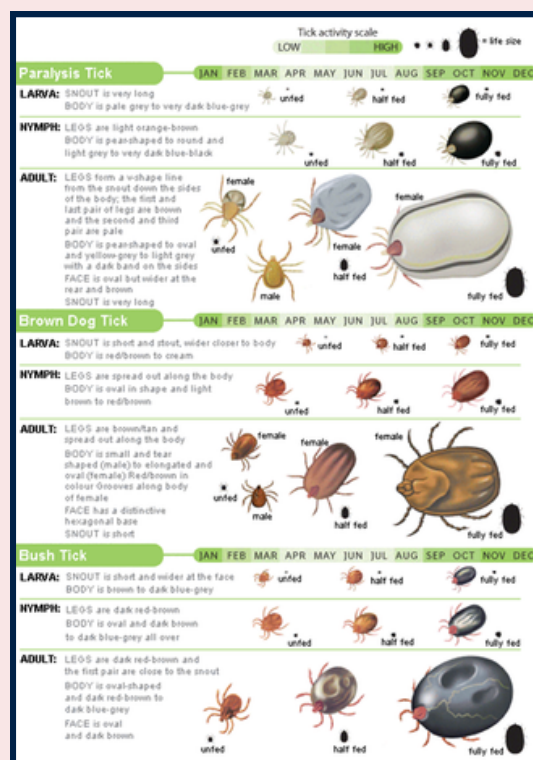 Tick activity scale
LOW HIGH
= life size
Paralysis Tick
JAN FEB MAR APR MAY JUN JUL AUG SEP OCT NOV DEC
LARVA: SNOUT is very long
BODY is pale grey to very dark blue-grey
unfed
half fed
fully fed
NYMPH: LEGS are light orange-brown
BODY is pear-shaped to round and
light grey to very dark blue-black
unfed
half fed
fully fed
ADULT: LEGS form a v-shape line
from the snout down the sides
of the body; the first and
last pair of legs are brown
and the second and third
pair are pale
BODY is pear-shaped to oval
and yellow-grey to light grey
with a dark band on the sides
FACE is oval but wider at the
rear and brown
SNOUT is very long
female
unfed
male
female
half fed
female
fully fed
Brown Dog Tick
JAN FEB MAR APR MAY JUN JUL AUG SEP OCT NOV DEC
LARVA: SNOUT is short and stout, wider closer to body
BODY is red/brown to cream
unfed
half fed
fully fed
NYMPH: LEGS are spread out along the body
BODY is oval in shape and light
brown to red/brown
unfed
half fed
fully fed
ADULT: LEGS are brown/tan and
spread out along the body
BODY is small and tear
shaped (male) to elongated and
oval (female) Red/brown in
colour Grooves along body
of female
FACE has a distinctive
hexagonal base
SNOUT is short
female
unfed
male
female
half fed
female
fully fed
Bush Tick
JAN FEB MAR APR MAY JUN JUL AUG SEP OCT NOV DEC
LARVA: SNOUT is short and wider at the face
BODY is brown to dark blue-grey
unfed
half fed
fully fed
NYMPH: LEGS are dark red-brown
BODY is oval and dark brown
to dark blue-grey all over
unfed
half fed
fully fed
ADULT: LEGS are dark red-brown and
the first pair are close to the snout
BODY is oval-shaped
and dark red-brown to
dark blue-grey
FACE is oval
and dark brown
unfed
half fed
fully fed